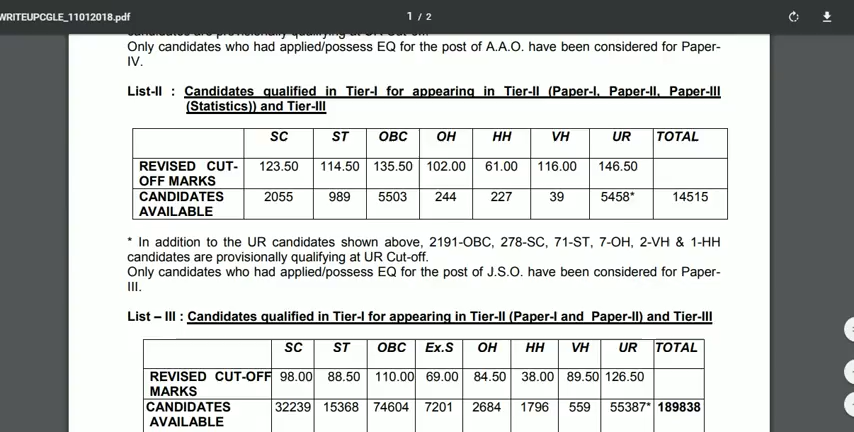 WRITEUPCGLE_11012018.pdf 1 / 2
candidates are provisionally qualifying at UR Cut-off.
Only candidates who had applied/possess EQ for the post of A.A.O. have been considered for Paper-
IV.
List-II : Candidates qualified in Tier-I for appearing in Tier-II (Paper-I, Paper-II, Paper-III
(Statistics)) and Tier-III
SC ST OBC OH HH VH UR TOTAL
REVISED CUT- 123.50 114.50 135.50 102.00 61.00 116.00 146.50
OFF MARKS
CANDIDATES 2055 989 5503 244 227 39 5458* 14515
AVAILABLE
* In addition to the UR candidates shown above, 2191-OBC, 278-SC, 71-ST, 7-OH, 2-VH & 1-HH
candidates are provisionally qualifying at UR Cut-off.
Only candidates who had applied/possess EQ for the post of J.S.O. have been considered for Paper-
III.
List – III : Candidates qualified in Tier-I for appearing in Tier-II (Paper-I and Paper-II) and Tier-III
SC ST OBC Ex.S OH HH VH UR TOTAL
REVISED CUT-OFF 98.00 88.50 110.00 69.00 84.50 38.00 89.50 126.50
MARKS
CANDIDATES 32239 15368 74604 7201 2684 1796 559 55387* 189838
AVAILABLE